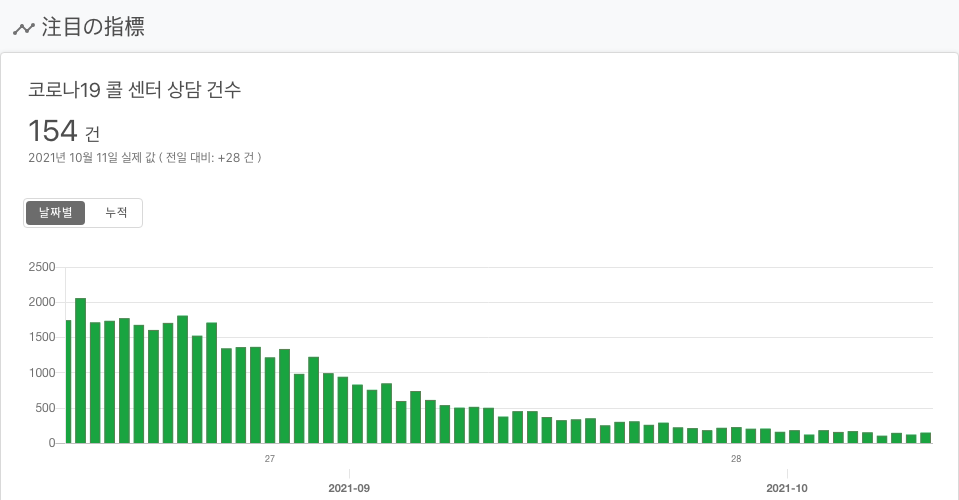 注目の指標
코로나19 콜 센터 상담 건수
154 건
2021년 10월 11일 실제 값 ( 전일 대비: +28 건 )
날짜별 누적
2500
2000
1500
1000
500
0
27 28
2021-09 2021-10